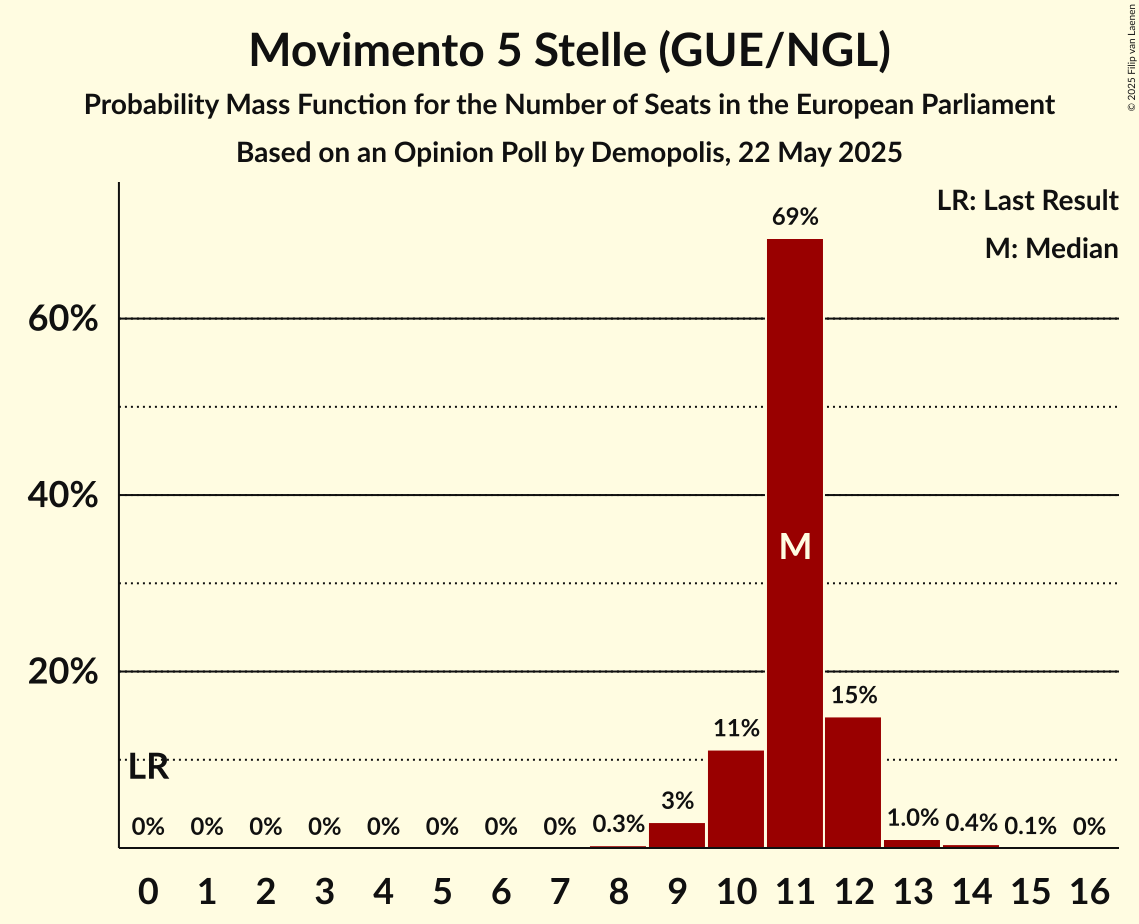 Movimento 5 Stelle (GUE/NGL)
Probability Mass Function for the Number of Seats in the European Parliament
Based on an Opinion Poll by Demopolis, 22 May 2025
© 2025 Filip van Laenen
LR: Last Result
M: Median
69%
60%
40%
M
20%
15%
11%
LR
3%
0% 0% 0% 0% 0% 0% 0% 0% 0.3% 1.0% 0.4% 0.1% 0%
0 1 2 3 4 5 6 7 8 9 10 11 12 13 14 15 16